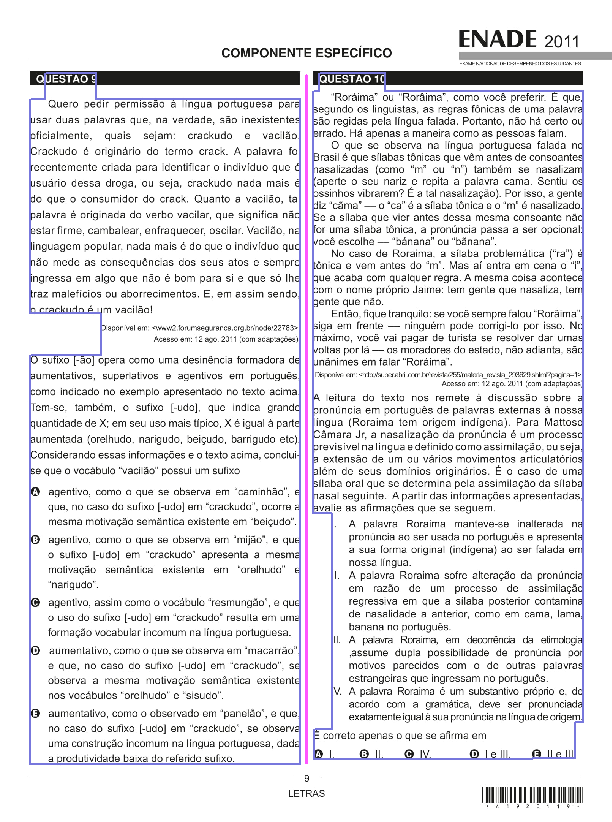 ENADE 2011
EXAME NACIONAL DE DESEMPENHO DOS ESTUDANTES
COMPONENTE ESPECÍFICO
QUESTÃO 9
Quero pedir permissão à língua portuguesa para
usar duas palavras que, na verdade, são inexistentes
oficialmente, quais sejam: crackudo e vacilão.
Crackudo é originário do termo crack. A palavra foi
recentemente criada para identificar o indivíduo que é
usuário dessa droga, ou seja, crackudo nada mais é
do que o consumidor do crack. Quanto a vacilão, tal
palavra é originada do verbo vacilar, que significa não
estar firme, cambalear, enfraquecer, oscilar. Vacilão, na
linguagem popular, nada mais é do que o indivíduo que
não mede as consequências dos seus atos e sempre
ingressa em algo que não é bom para si e que só lhe
traz malefícios ou aborrecimentos. E, em assim sendo,
o crackudo é um vacilão!
Disponível em: <www2.forumseguranca.org.br/node/22783>.
Acesso em: 12 ago. 2011 (com adaptações).
O sufixo [-ão] opera como uma desinência formadora de
aumentativos, superlativos e agentivos em português,
como indicado no exemplo apresentado no texto acima.
Tem-se, também, o sufixo [-udo], que indica grande
quantidade de X; em seu uso mais típico, X é igual à parte
aumentada (orelhudo, narigudo, beiçudo, barrigudo etc).
Considerando essas informações e o texto acima, conclui-
se que o vocábulo “vacilão” possui um sufixo
A agentivo, como o que se observa em “caminhão”, e
que, no caso do sufixo [-udo] em “crackudo”, ocorre a
mesma motivação semântica existente em “beiçudo”.
B agentivo, como o que se observa em “mijão”, e que
o sufixo [-udo] em “crackudo” apresenta a mesma
motivação semântica existente em “orelhudo” e
“narigudo”.
C agentivo, assim como o vocábulo “resmungão”, e que
o uso do sufixo [-udo] em “crackudo” resulta em uma
formação vocabular incomum na língua portuguesa.
D aumentativo, como o que se observa em “macarrão”,
e que, no caso do sufixo [-udo] em “crackudo”, se
observa a mesma motivação semântica existente
nos vocábulos “orelhudo” e “sisudo”.
E aumentativo, como o observado em “panelão”, e que,
no caso do sufixo [-udo] em “crackudo”, se observa
uma construção incomum na língua portuguesa, dada
a produtividade baixa do referido sufixo.
QUESTÃO 10
“Roráima” ou “Rorâima”, como você preferir. É que,
segundo os linguistas, as regras fônicas de uma palavra
são regidas pela língua falada. Portanto, não há certo ou
errado. Há apenas a maneira como as pessoas falam.
O que se observa na língua portuguesa falada no
Brasil é que sílabas tônicas que vêm antes de consoantes
nasalizadas (como “m” ou “n”) também se nasalizam
(aperte o seu nariz e repita a palavra cama. Sentiu os
ossinhos vibrarem? É a tal nasalização). Por isso, a gente
diz “câma” — o “ca” é a sílaba tônica e o “m” é nasalizado.
Se a sílaba que vier antes dessa mesma consoante não
for uma sílaba tônica, a pronúncia passa a ser opcional:
você escolhe — “bánana” ou “bânana”.
No caso de Roraima, a sílaba problemática (“ra”) é
tônica e vem antes do “m”. Mas aí entra em cena o “i”,
que acaba com qualquer regra. A mesma coisa acontece
com o nome próprio Jaime: tem gente que nasaliza, tem
gente que não.
Então, fique tranquilo: se você sempre falou “Rorâima”,
siga em frente — ninguém pode corrigi-lo por isso. No
máximo, você vai pagar de turista se resolver dar umas
voltas por lá — os moradores do estado, não adianta, são
unânimes em falar “Roráima”.
Acesso em: 12 ago. 2011 (com adaptações)
A leitura do texto nos remete à discussão sobre a
pronúncia em português de palavras externas à nossa
língua (Roraima tem origem indígena). Para Mattoso
Câmara Jr, a nasalização da pronúncia é um processo
previsível na língua e definido como assimilação, ou seja,
a extensão de um ou vários movimentos articulatórios
além de seus domínios originários. É o caso de uma
sílaba oral que se determina pela assimilação da sílaba
nasal seguinte. A partir das informações apresentadas,
avalie as afirmações que se seguem.
I. A palavra Roraima manteve-se inalterada na
pronúncia ao ser usada no português e apresenta
a sua forma original (indígena) ao ser falada em
nossa língua.
II. A palavra Roraima sofre alteração da pronúncia
em razão de um processo de assimilação
regressiva em que a sílaba posterior contamina
de nasalidade a anterior, como em cama, lama,
banana no português.
III. A palavra Roraima, em decorrência da etimologia
,assume dupla possibilidade de pronúncia por
motivos parecidos com o de outras palavras
estrangeiras que ingressam no português.
IV. A palavra Roraima é um substantivo próprio e, de
acordo com a gramática, deve ser pronunciada
exatamente igual à sua pronúncia na língua de origem.
É correto apenas o que se afirma em
A I. B II. C IV. D I e III. E II e III.
9
LETRAS